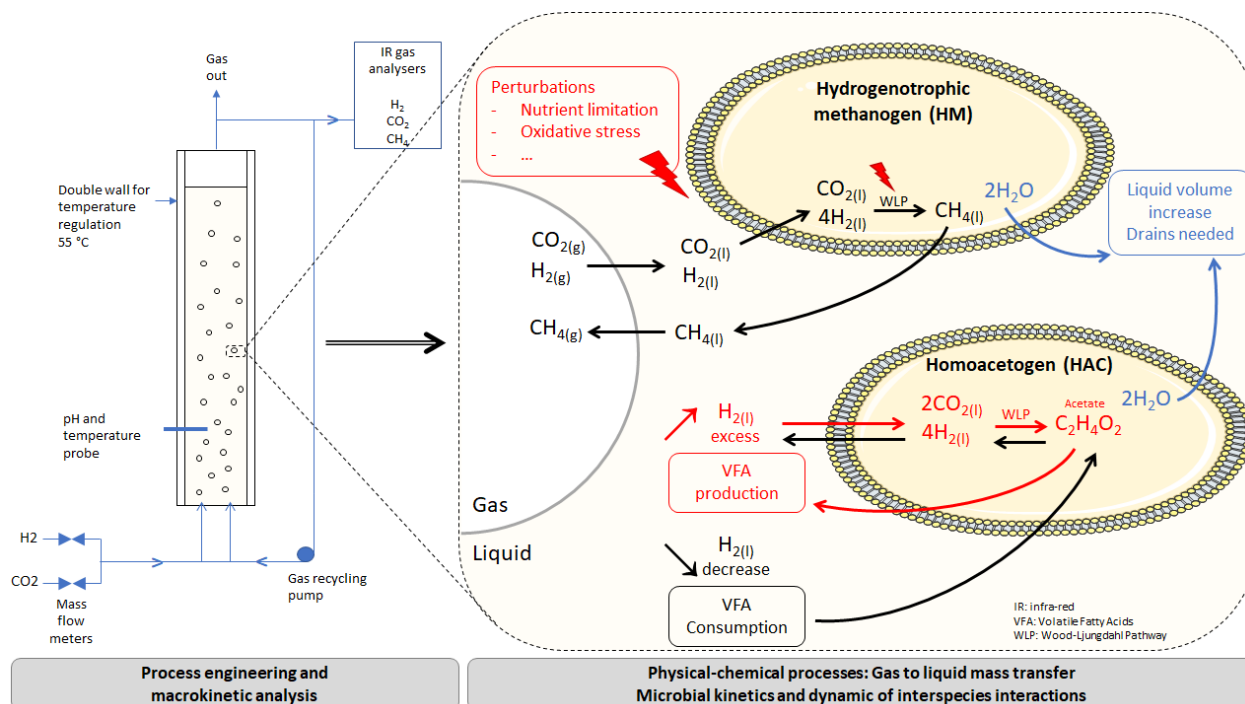 Gas
out
IR gas
analysers
H2
CO2
CH4
Double wall for
temperature
regulation
55 °C
pH and
temperature
probe
H2
CO2
Mass
flow
meters
Gas recycling
pump
Process engineering and
macrokinetic analysis
Perturbations
- Nutrient limitation
- Oxidative stress
- ...
Hydrogenotrophic
methanogen (HM)
CO2(l)
4H2(l)
WLP
CH4(l)
2H2O
Liquid volume
increase
Drains needed
CO2(g)
H2(g)
CO2(l)
H2(l)
CH4(g)
CH4(l)
Homoacetogen (HAC)
2CO2(l)
4H2(l)
WLP
Acetate
C2H4O2
2H2O
H2(l)
excess
VFA
production
Gas
Liquid
H2(l)
decrease
VFA
Consumption
IR: infra-red
VFA: Volatile Fatty Acids
WLP: Wood-Ljungdahl Pathway
Physical-chemical processes: Gas to liquid mass transfer
Microbial kinetics and dynamic of interspecies interactions